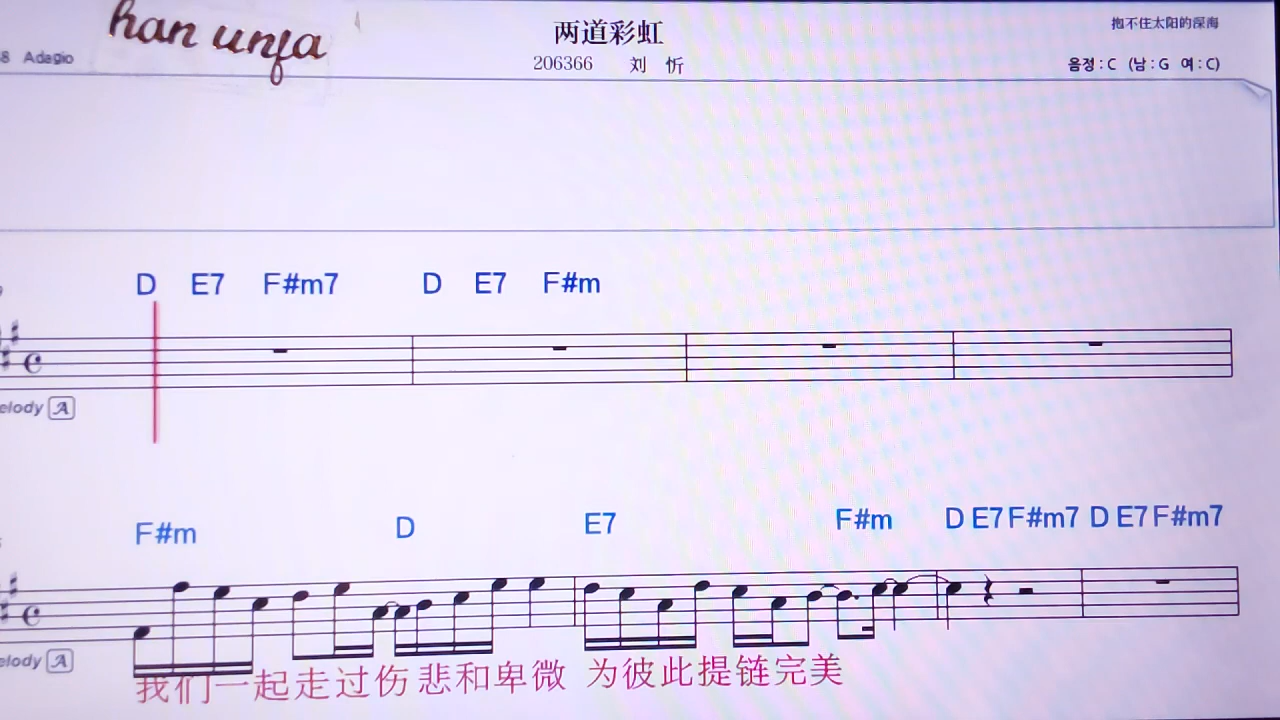 han unfa
两道彩虹
抱不住太阳的深海
8 Adagio
206366 刘 忻
음정 : C (남 : G 여 : C)
D E7 F#m7 D E7 F#m
elody A
F#m D E7 F#m D E7 F#m7 D E7 F#m7
elody A
我们一起走过伤悲和卑微 为彼此提链完美